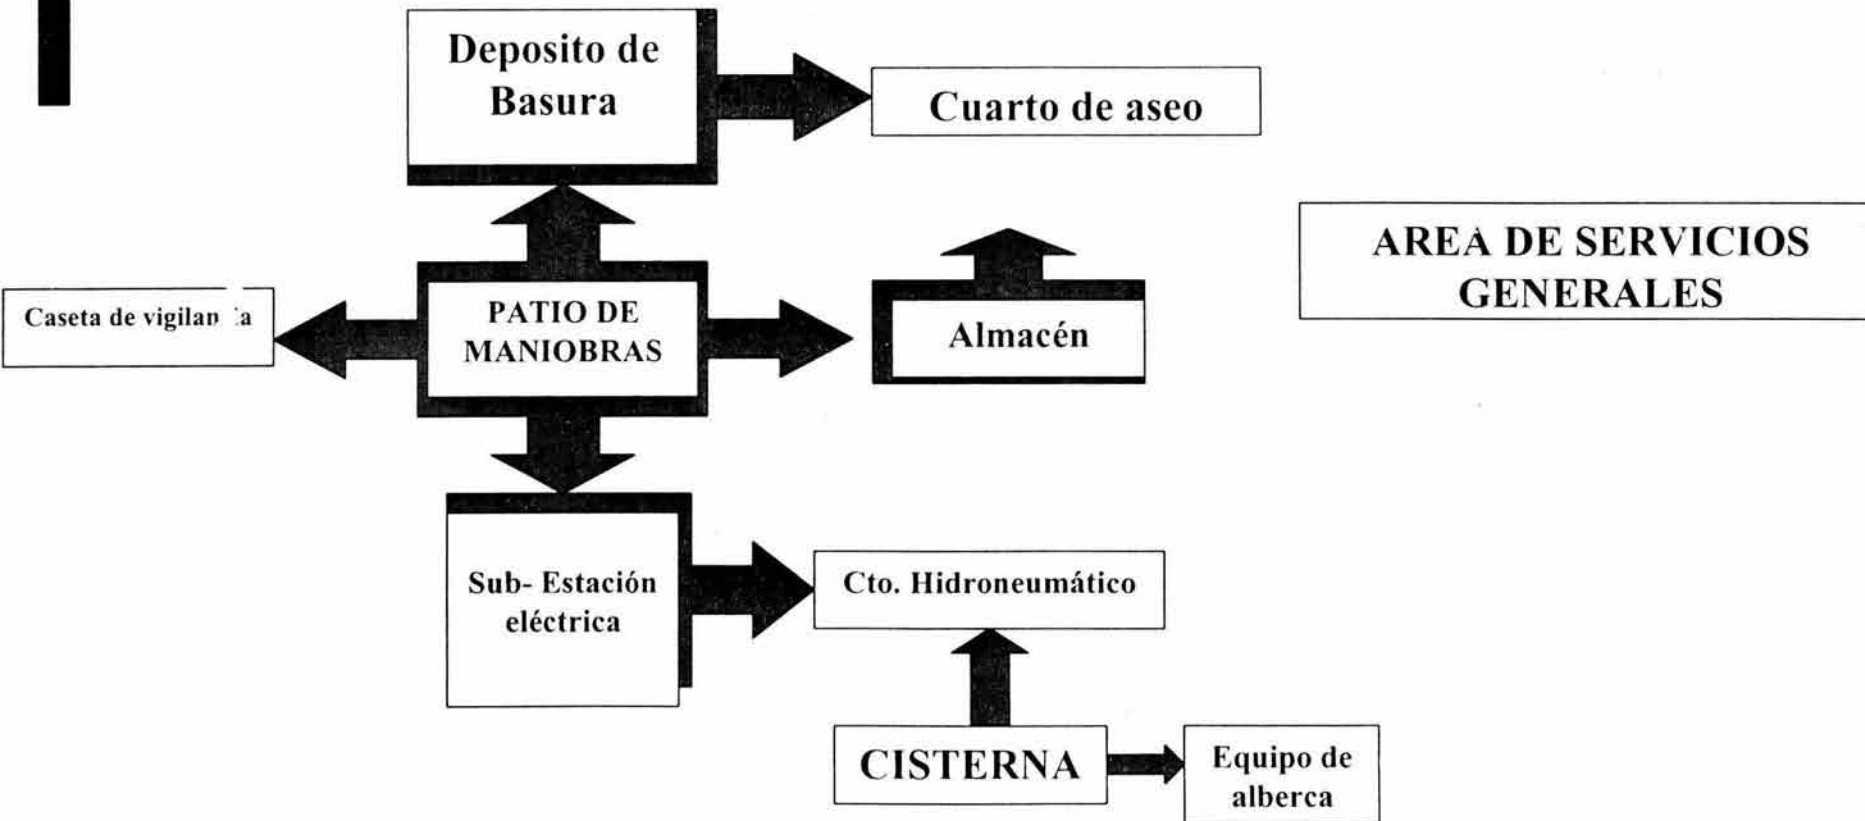 Deposito de
Basura
Cuarto de aseo
AREA DE SERVICIOS
GENERALES
Caseta de
PATIO DE
MANIOBRAS
Almacén
Sub- Estación
eléctrica
Cto. Hidroneumático
CISTERNA
Equipo de
alberca